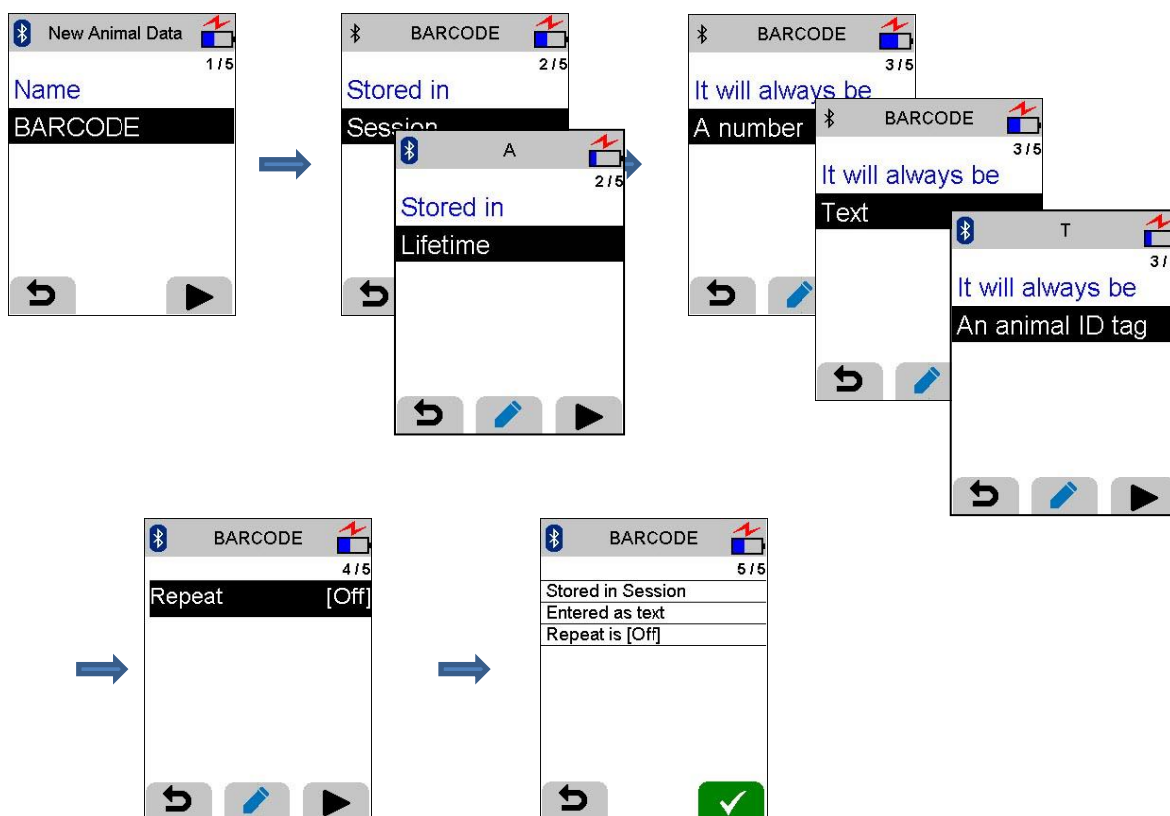 New Animal Data
1/5
Name
BARCODE
BARCODE
2/5
Stored in
Session
A
2/5
Stored in
Lifetime
BARCODE
3/5
It will always be
A number
BARCODE
3/5
It will always be
Text
T
3/
It will always be
An animal ID tag
BARCODE
4/5
Repeat [Off]
BARCODE
5/5
Stored in Session
Entered as text
Repeat is [Off]